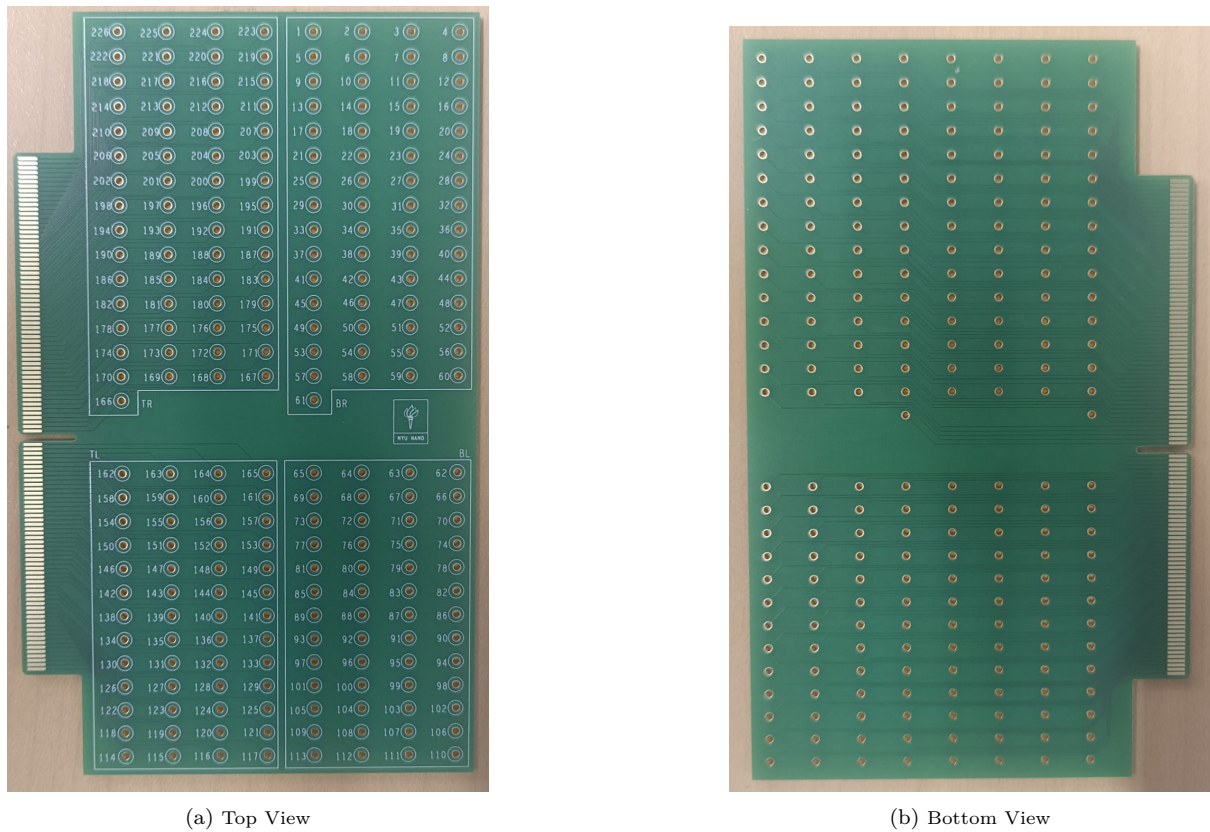 226 225 224 223 1 2 3 4
222 221 220 219 5 6 7 8
218 217 216 215 9 10 11 12
214 213 212 211 13 14 15 16
210 209 208 207 17 18 19 20
206 205 204 203 21 22 23 24
202 201 200 199 25 26 27 28
198 197 196 195 29 30 31 32
194 193 192 191 33 34 35 36
190 189 188 187 37 38 39 40
186 185 184 183 41 42 43 44
182 181 180 179 45 46 47 48
178 177 176 175 49 50 51 52
174 173 172 171 53 54 55 56
170 169 168 167 57 58 59 60
166 TR 61 BR
NYU WANG
TL BL
162 163 164 165 65 64 63 62
158 159 160 161 69 68 67 66
154 155 156 157 73 72 71 70
150 151 152 153 77 76 75 74
146 147 148 149 81 80 79 78
142 143 144 145 85 84 83 82
138 139 140 141 89 88 87 86
134 135 136 137 93 92 91 90
130 131 132 133 97 96 95 94
126 127 128 129 101 100 99 98
122 123 124 125 105 104 103 102
118 119 120 121 109 108 107 106
114 115 116 117 113 112 111 110
(a) Top View
(b) Bottom View